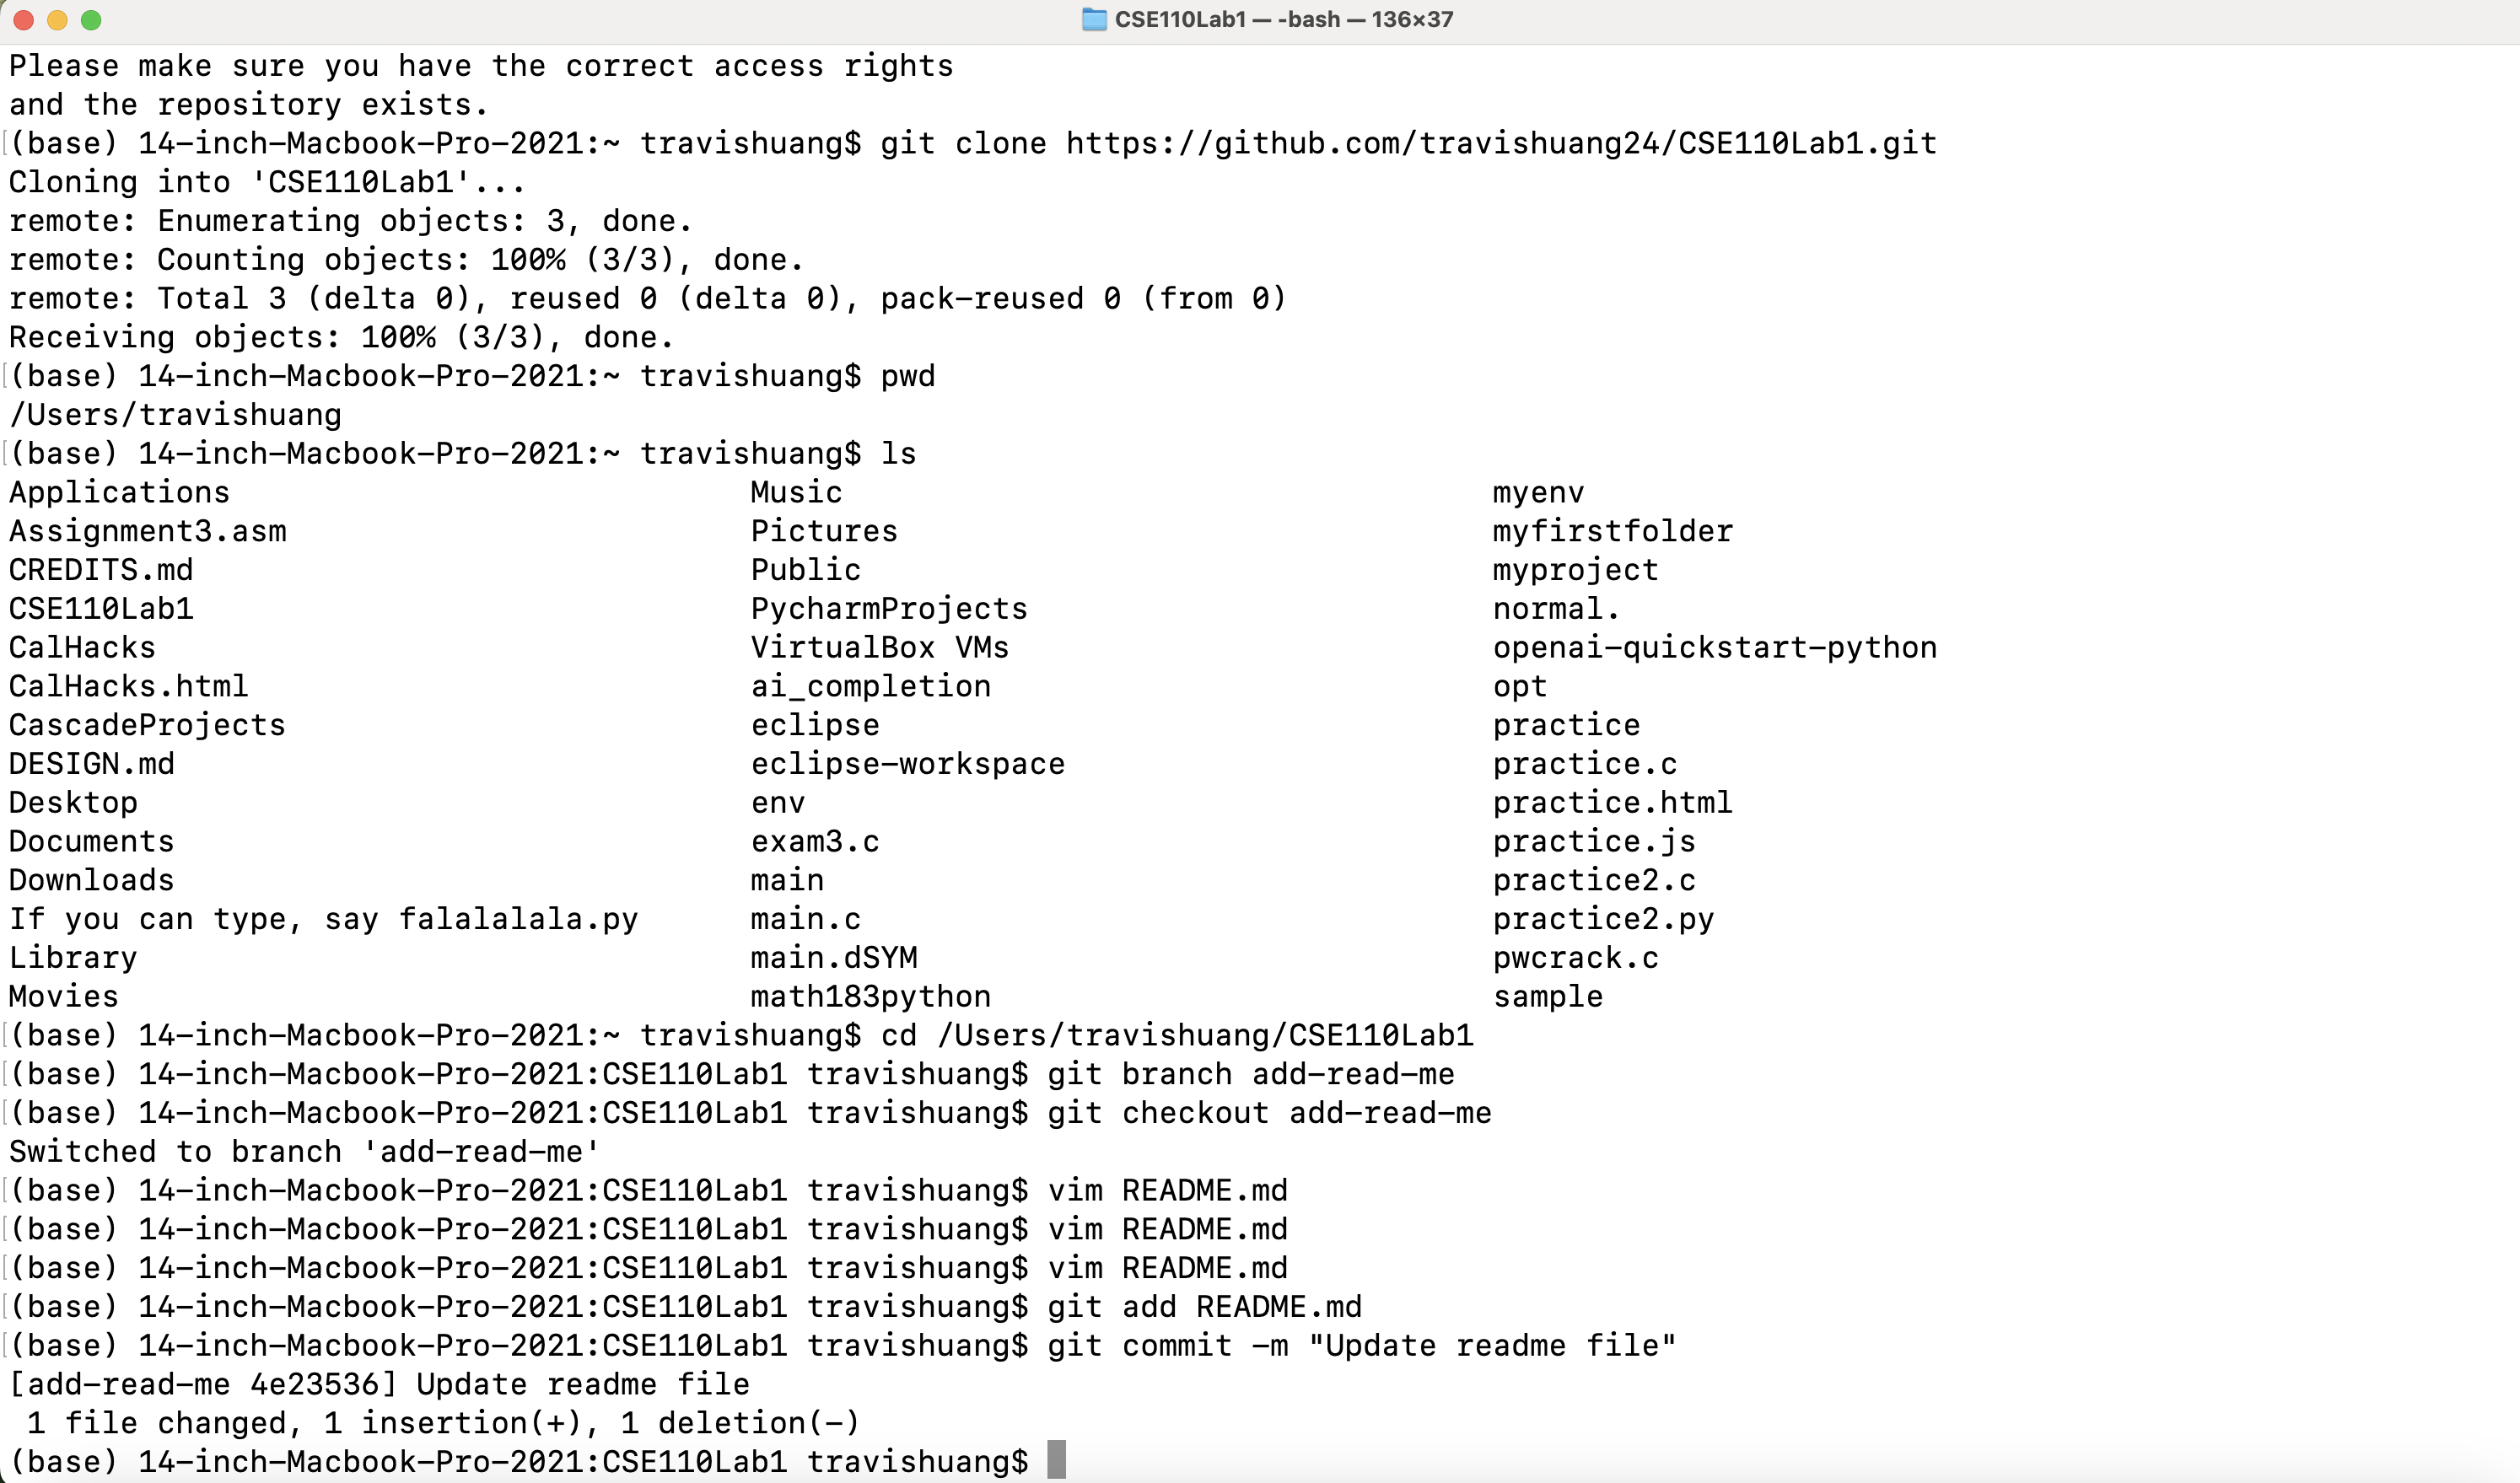 CSE110Lab1 — -bash — 136×37
Please make sure you have the correct access rights
and the repository exists.
(base) 14-inch-Macbook-Pro-2021:~ travishuang$ git clone https://github.com/travishuang24/CSE110Lab1.git
Cloning into 'CSE110Lab1'...
remote: Enumerating objects: 3, done.
remote: Counting objects: 100% (3/3), done.
remote: Total 3 (delta 0), reused 0 (delta 0), pack-reused 0 (from 0)
Receiving objects: 100% (3/3), done.
(base) 14-inch-Macbook-Pro-2021:~ travishuang$ pwd
/Users/travishuang
(base) 14-inch-Macbook-Pro-2021:~ travishuang$ ls
Applications Music myenv
Assignment3.asm Pictures myfirstfolder
CREDITS.md Public myproject
CSE110Lab1 PycharmProjects normal.
CalHacks VirtualBox VMs openai-quickstart-python
CalHacks.html ai_completion opt
CascadeProjects eclipse practice
DESIGN.md eclipse-workspace practice.c
Desktop env practice.html
Documents exam3.c practice.js
Downloads main practice2.c
If you can type, say falalalala.py main.c practice2.py
Library main.dSYM pwcrack.c
Movies math183python sample
(base) 14-inch-Macbook-Pro-2021:~ travishuang$ cd /Users/travishuang/CSE110Lab1
(base) 14-inch-Macbook-Pro-2021:CSE110Lab1 travishuang$ git branch add-read-me
(base) 14-inch-Macbook-Pro-2021:CSE110Lab1 travishuang$ git checkout add-read-me
Switched to branch 'add-read-me'
(base) 14-inch-Macbook-Pro-2021:CSE110Lab1 travishuang$ vim README.md
(base) 14-inch-Macbook-Pro-2021:CSE110Lab1 travishuang$ vim README.md
(base) 14-inch-Macbook-Pro-2021:CSE110Lab1 travishuang$ vim README.md
(base) 14-inch-Macbook-Pro-2021:CSE110Lab1 travishuang$ git add README.md
(base) 14-inch-Macbook-Pro-2021:CSE110Lab1 travishuang$ git commit -m "Update readme file"
[add-read-me 4e23536] Update readme file
 1 file changed, 1 insertion(+), 1 deletion(-)
(base) 14-inch-Macbook-Pro-2021:CSE110Lab1 travishuang$